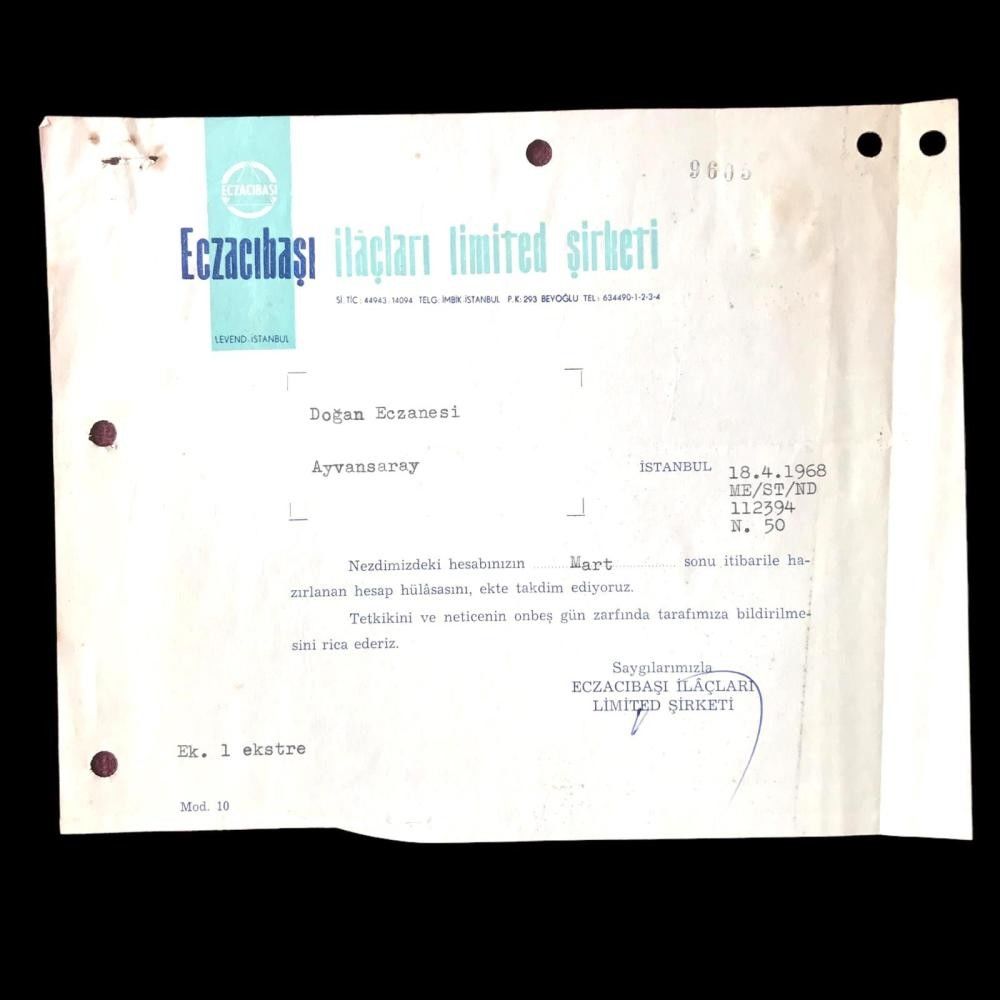 9605
ECZACIBAŞI
Eczacıbaşı ilâçları limited şirketi
Sİ. TİC : 44943.14094 TELG: İMBİK-İSTANBUL P.K: 293 BEYOĞLU TEL: 634490-1-2-3-4
LEVEND-İSTANBUL
Doğan Eczanesi
Ayvansaray
İSTANBUL 18.4.1968
ME/ST/ND
112394
N. 50
Nezdimizdeki hesabınızın Mart sonu itibarile ha-
zırlanan hesap hülâsasını, ekte takdim ediyoruz.
Tetkikini ve neticenin onbeş gün zarfında tarafımıza bildirilme-
sini rica ederiz.
Saygılarımızla
ECZACIBAŞI İLÂÇLARI
LİMİTED ŞİRKETİ
Ek. 1 ekstre
Mod. 10